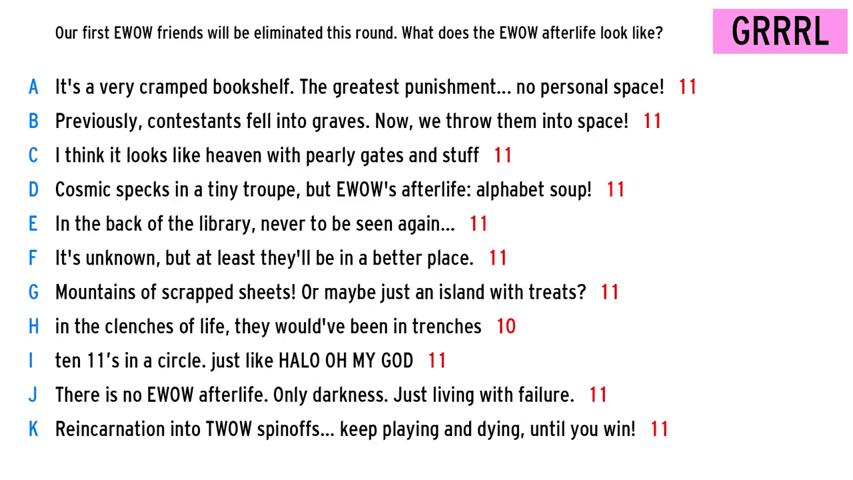 Our first EWOW friends will be eliminated this round. What does the EWOW afterlife look like?
GRRRL
A It's a very cramped bookshelf. The greatest punishment... no personal space! 11
B Previously, contestants fell into graves. Now, we throw them into space! 11
C I think it looks like heaven with pearly gates and stuff 11
D Cosmic specks in a tiny troupe, but EWOW's afterlife: alphabet soup! 11
E In the back of the library, never to be seen again... 11
F It's unknown, but at least they'll be in a better place. 11
G Mountains of scrapped sheets! Or maybe just an island with treats? 11
H in the clenches of life, they would've been in trenches 10
I ten 11's in a circle. just like HALO OH MY GOD 11
J There is no EWOW afterlife. Only darkness. Just living with failure. 11
K Reincarnation into TWOW spinoffs... keep playing and dying, until you win! 11